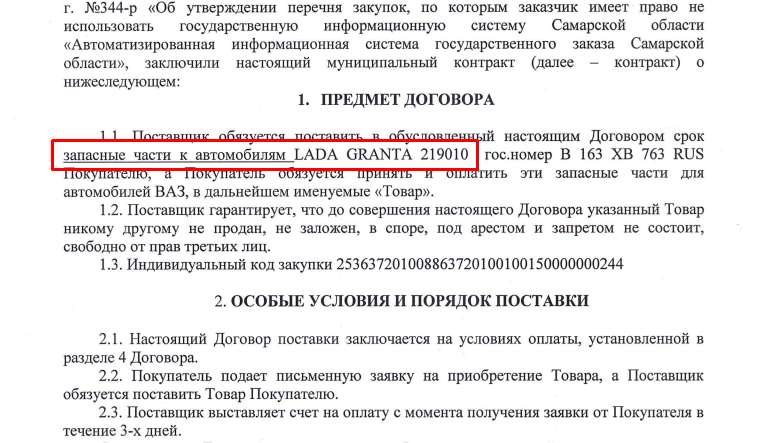 г. №344-р «Об утверждении перечня закупок, по которым заказчик имеет право не
использовать государственную информационную систему Самарской области
«Автоматизированная информационная система государственного заказа Самарской
области», заключили настоящий муниципальный контракт (далее – контракт) о
нижеследующем:
1. ПРЕДМЕТ ДОГОВОРА
1.1. Поставщик обязуется поставить в обусловленный настоящим Договором срок
запасные части к автомобилям LADA GRANTA 219010 гос.номер В 163 ХВ 763 RUS
Покупателю, а Покупатель обязуется принять и оплатить эти запасные части для
автомобилей ВАЗ, в дальнейшем именуемые «Товар».
1.2. Поставщик гарантирует, что до совершения настоящего Договора указанный Товар
никому другому не продан, не заложен, в споре, под арестом и запретом не состоит,
свободно от прав третьих лиц.
1.3. Индивидуальный код закупки 253637201008863720100100150000000244
2. ОСОБЫЕ УСЛОВИЯ И ПОРЯДОК ПОСТАВКИ
2.1. Настоящий Договор поставки заключается на условиях оплаты, установленной в
разделе 4 Договора.
2.2. Покупатель подает письменную заявку на приобретение Товара, а Поставщик
обязуется поставить Товар Покупателю.
2.3. Поставщик выставляет счет на оплату с момента получения заявки от Покупателя в
течение 3-х дней.